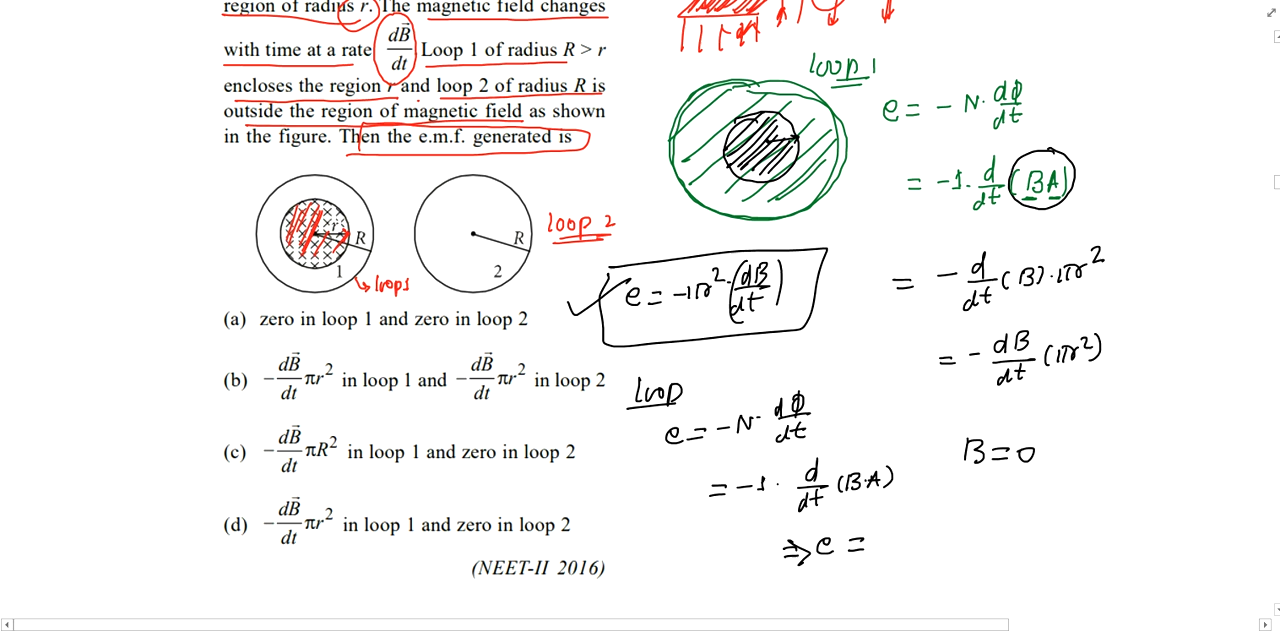 region of radius r. The magnetic field changes
with time at a rate dB⃗/dt Loop 1 of radius R > r
encloses the region r and loop 2 of radius R is
outside the region of magnetic field as shown
in the figure. Then the e.m.f. generated is
r
R
1
loops
R
2
loop 2
(a) zero in loop 1 and zero in loop 2
(b) −dB⃗/dt πr² in loop 1 and −dB⃗/dt πr² in loop 2
(c) −dB⃗/dt πR² in loop 1 and zero in loop 2
(d) −dB⃗/dt πr² in loop 1 and zero in loop 2
(NEET-II 2016)
loop 1
e = − N. dϕ/dt
= −1. d/dt (BA)
= − d/dt (B).πr²
= − dB/dt (πr²)
e = −πr².(dB/dt)
loop
e = −N. dϕ/dt
= −1. d/dt (B.A)
⇒ e =
B = 0